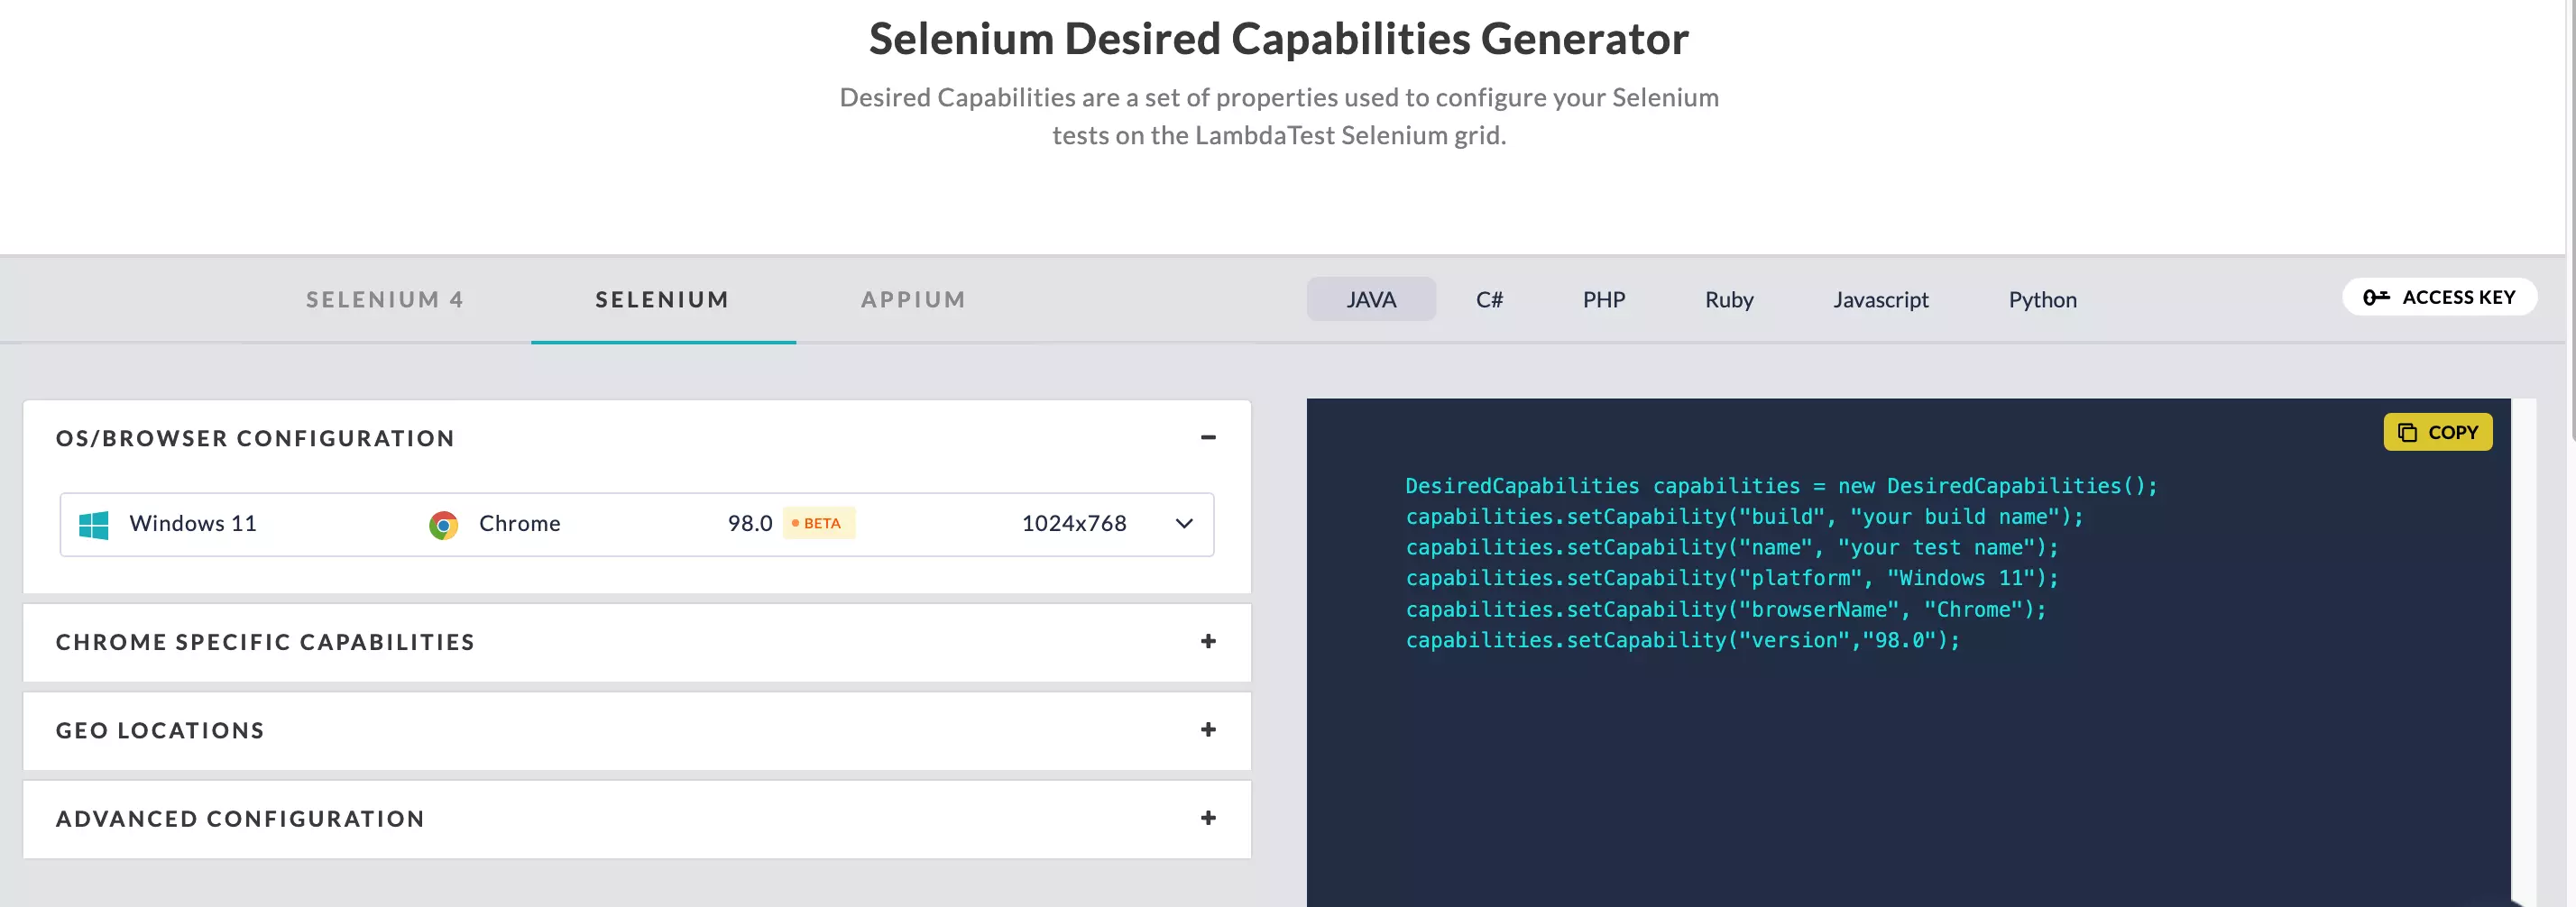 Selenium Desired Capabilities Generator
Desired Capabilities are a set of properties used to configure your Selenium
tests on the LambdaTest Selenium grid.
SELENIUM 4 SELENIUM APPIUM JAVA C# PHP Ruby Javascript Python ACCESS KEY
OS/BROWSER CONFIGURATION
Windows 11 Chrome 98.0 BETA 1024x768
CHROME SPECIFIC CAPABILITIES
GEO LOCATIONS
ADVANCED CONFIGURATION
COPY
DesiredCapabilities capabilities = new DesiredCapabilities();
capabilities.setCapability("build", "your build name");
capabilities.setCapability("name", "your test name");
capabilities.setCapability("platform", "Windows 11");
capabilities.setCapability("browserName", "Chrome");
capabilities.setCapability("version","98.0");